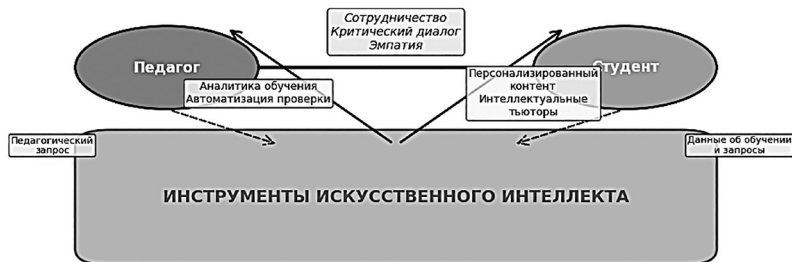 Сотрудничество
Критический диалог
Эмпатия
Педагог
Студент
Аналитика обучения
Автоматизация проверки
Персонализированный
контент
Интеллектуальные
тьюторы
Педагогический
запрос
Данные об обучении
и запросы
ИНСТРУМЕНТЫ ИСКУССТВЕННОГО ИНТЕЛЛЕКТА